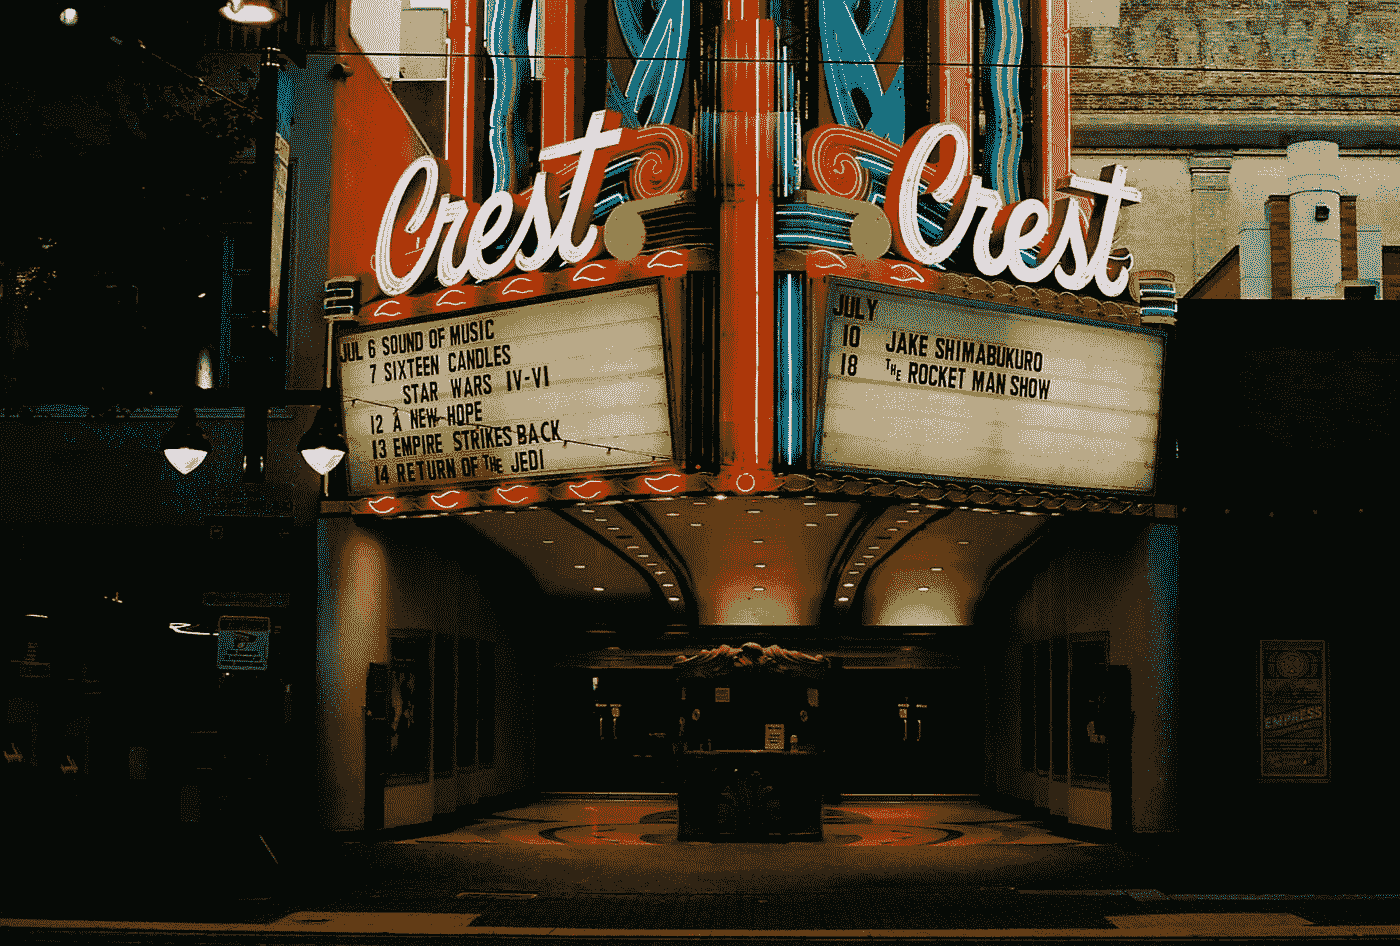 Crest
Crest
JUL 6 SOUND OF MUSIC
7 SIXTEEN CANDLES
STAR WARS IV-VI
12 A NEW HOPE
13 EMPIRE STRIKES BACK
14 RETURN OF THE JEDI
JULY
10 JAKE SHIMABUKURO
18 THE ROCKET MAN SHOW
EMPRESS